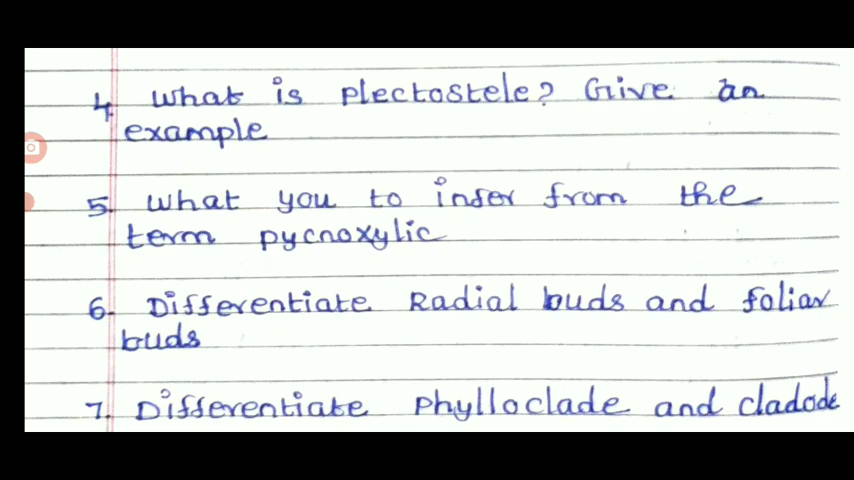 4. What is plectostele? Give an
example
5. What you to infer from the
term pycnoxylic
6. Differentiate Radial buds and foliar
buds
7. Differentiate phylloclade and cladode